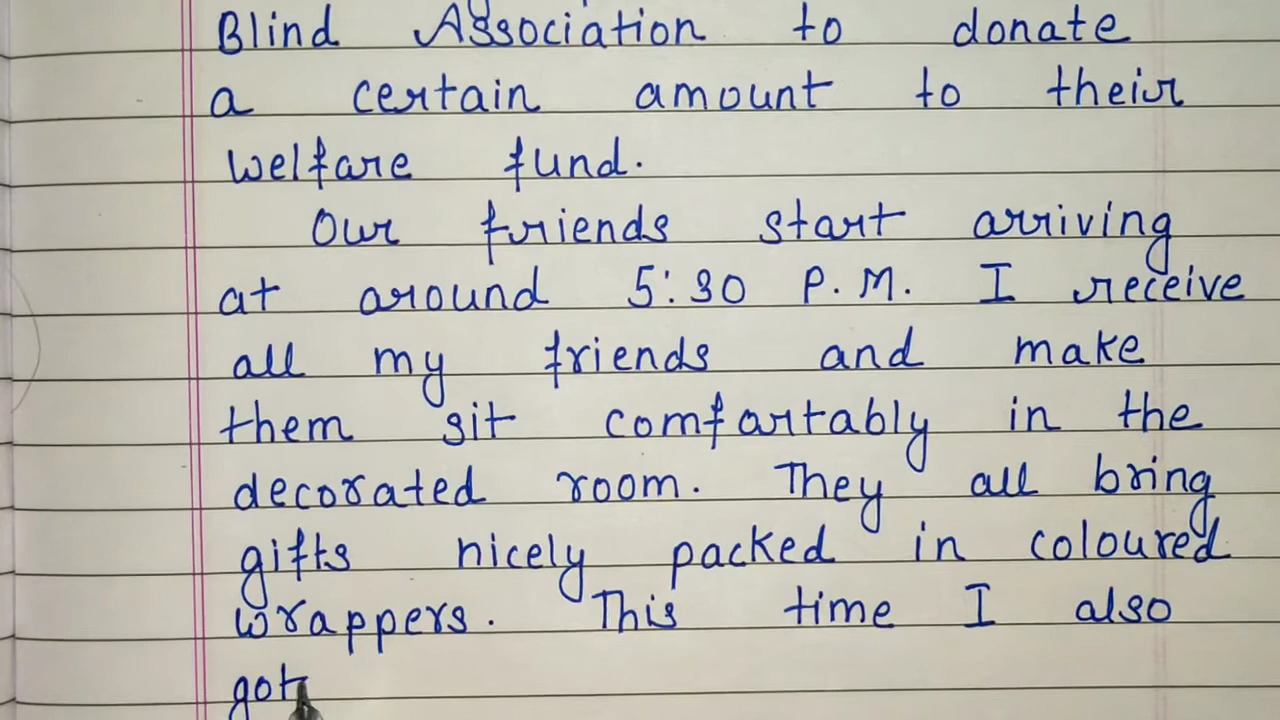 Blind Association to donate
a certain amount to their
welfare fund.
Our friends start arriving
at around 5:30 P.M. I receive
all my friends and make
them sit comfortably in the
decorated room. They all bring
gifts nicely packed in coloured
wrappers. This time I also
got